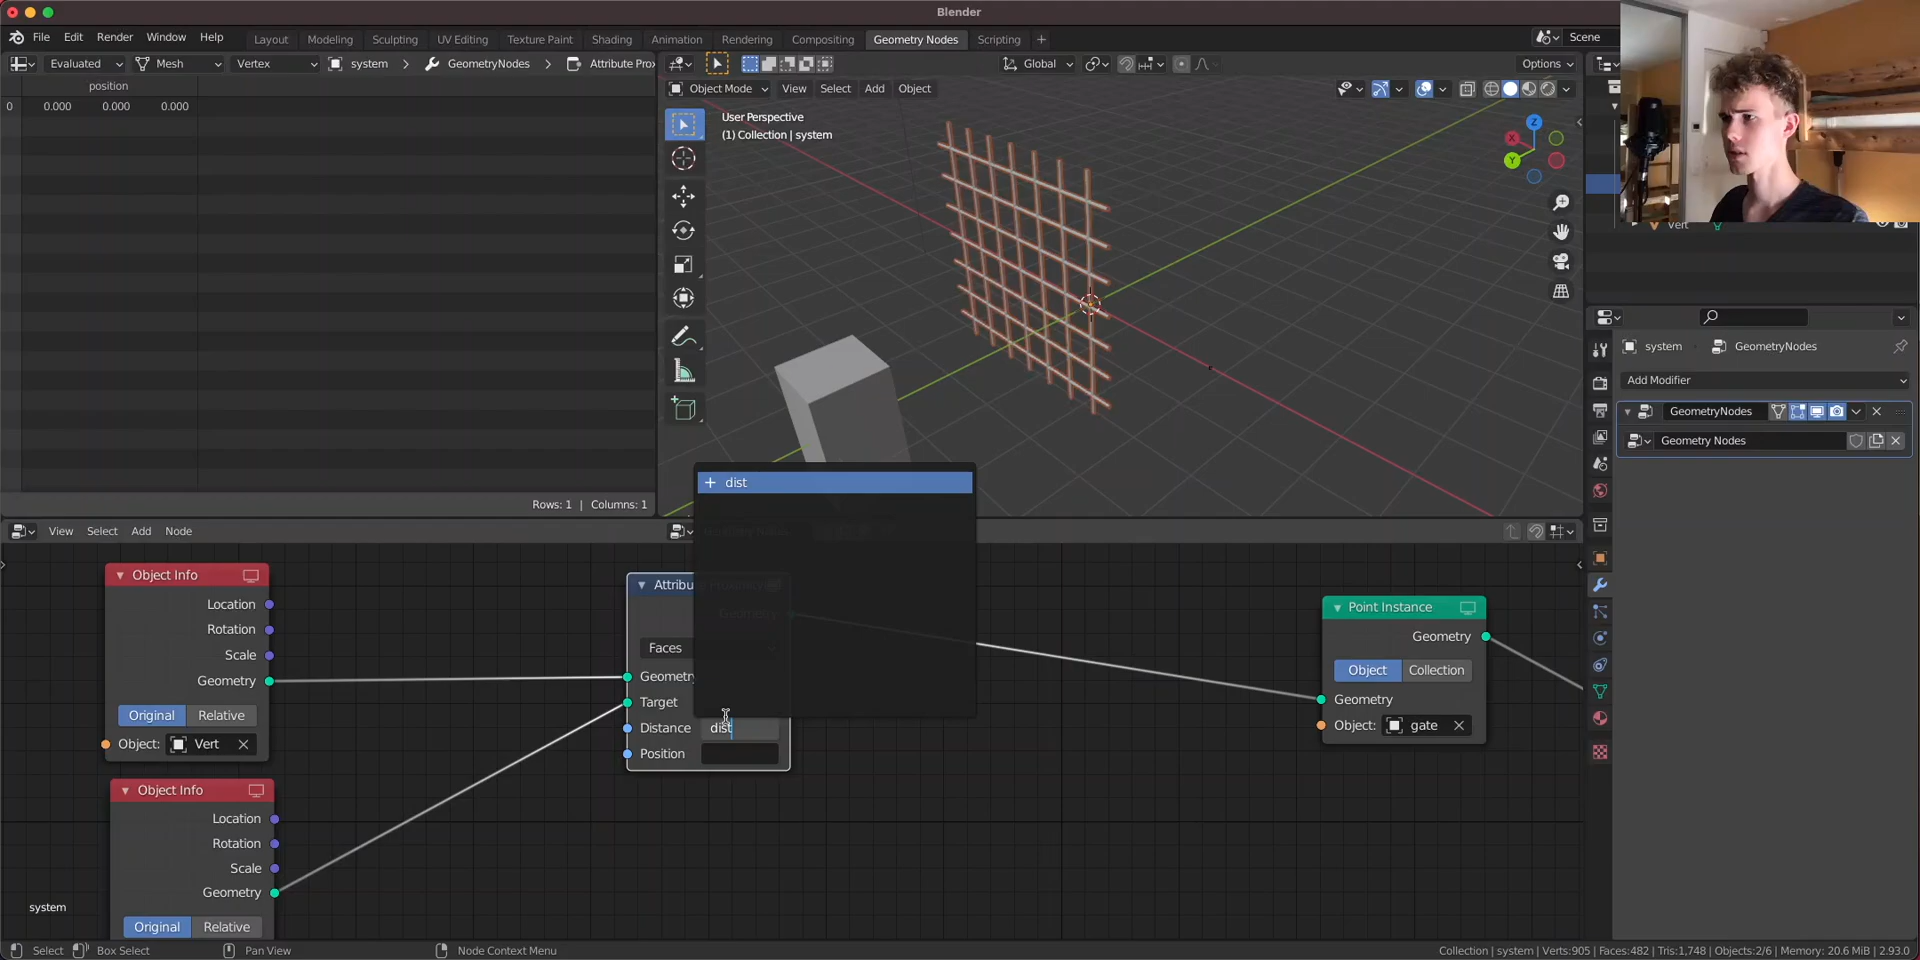 Blender
File Edit Render Window Help Layout Modeling Sculpting UV Editing Texture Paint Shading Animation Rendering Compositing Geometry Nodes Scripting + Scene
Evaluated Mesh Vertex system GeometryNodes Attribute Prox
position
0 0.000 0.000 0.000
Rows: 1 | Columns: 1
Global Options
Object Mode View Select Add Object
User Perspective
(1) Collection | system
Z
X
Y
Vert
system GeometryNodes
Add Modifier
GeometryNodes
Geometry Nodes
+ dist
View Select Add Node
Object Info
Location
Rotation
Scale
Geometry
Original Relative
Object: Vert
Object Info
Location
Rotation
Scale
Geometry
Original Relative
Attribu
Geometry
Faces
Geometry
Target
Distance dist
Position
Point Instance
Geometry
Object Collection
Geometry
Object: gate
system
Select Box Select Pan View Node Context Menu
Collection | system | Verts:905 | Faces:482 | Tris:1,748 | Objects:2/6 | Memory: 20.6 MiB | 2.93.0